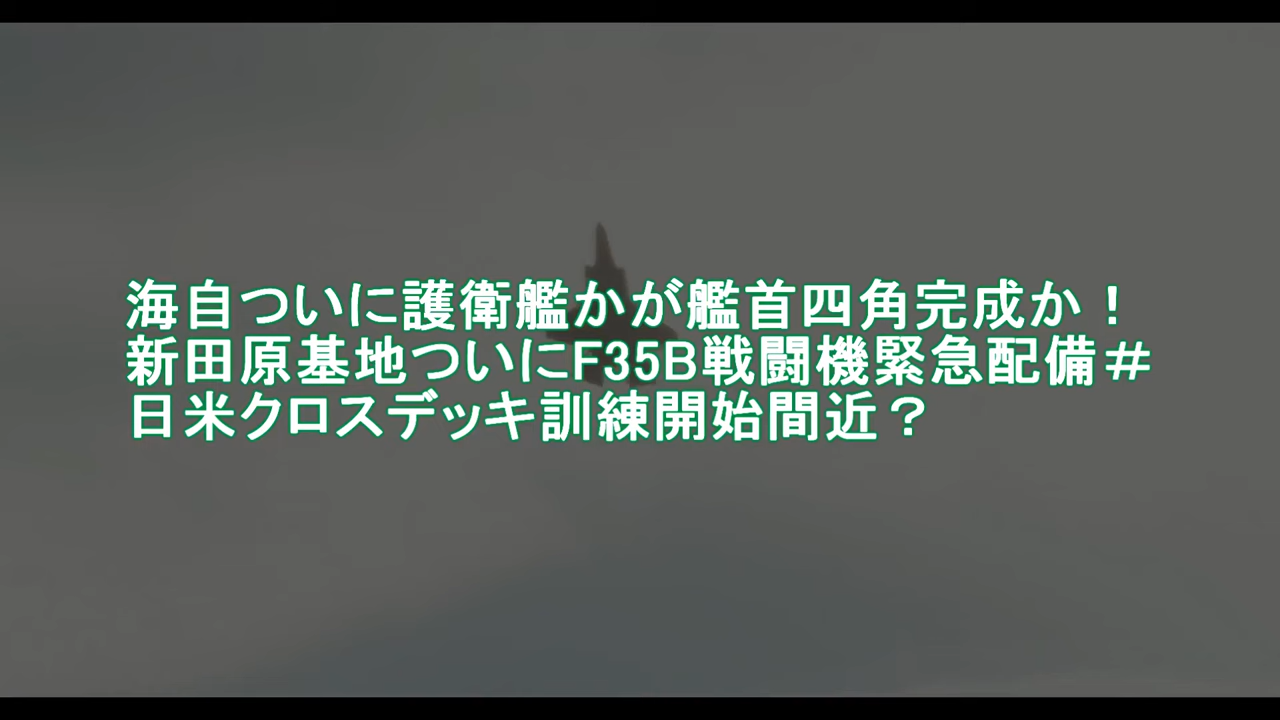 海自ついに護衛艦かが艦首四角完成か！
新田原基地ついにF35B戦闘機緊急配備＃
日米クロスデッキ訓練開始間近？